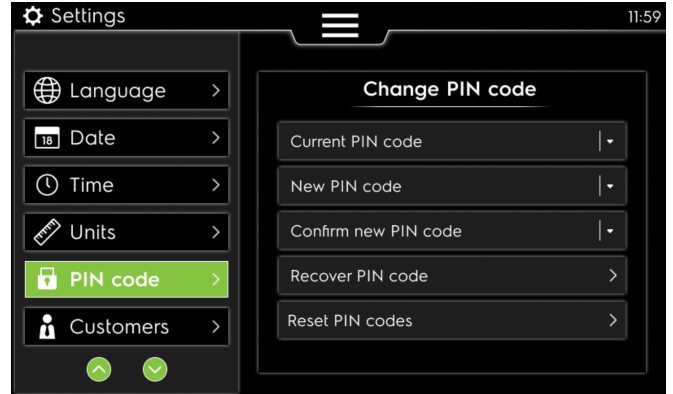 Settings
11:59
Language
18 Date
Time
Units
PIN code
Customers
Change PIN code
Current PIN code
New PIN code
Confirm new PIN code
Recover PIN code
Reset PIN codes